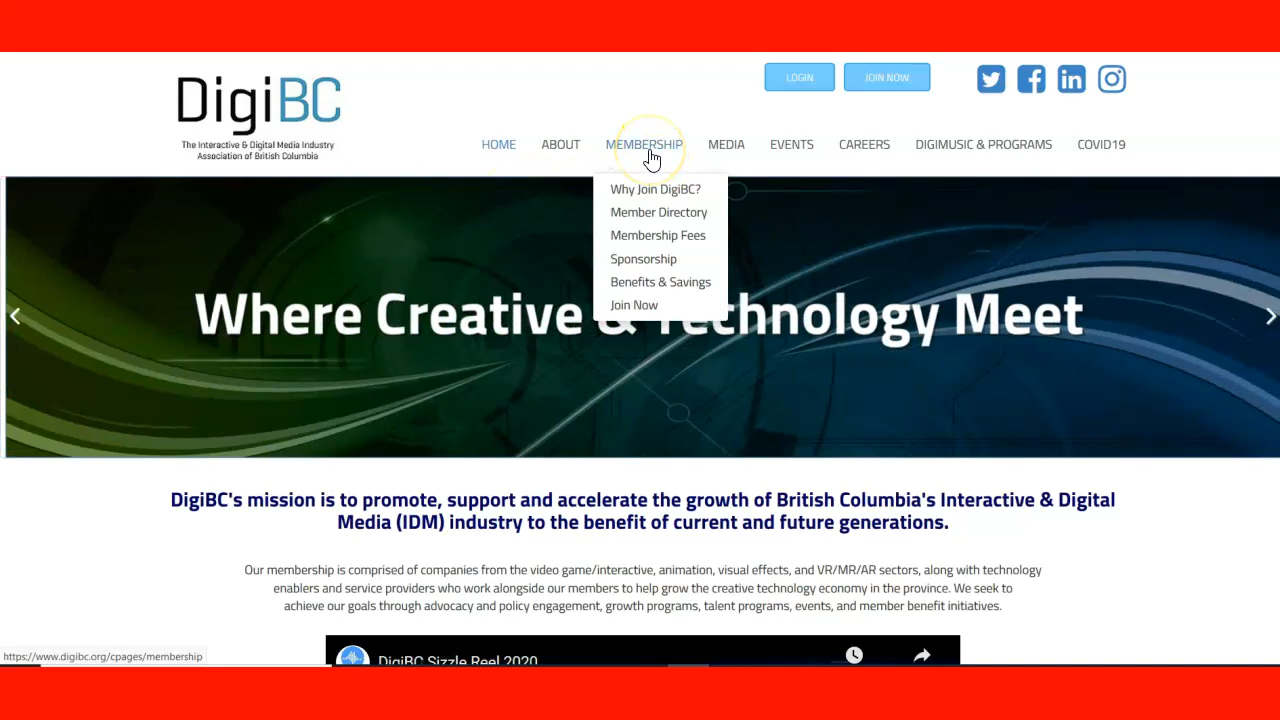 DigiBC
The Interactive & Digital Media Industry
Association of British Columbia
LOGIN
JOIN NOW
HOME
ABOUT
MEMBERSHIP
MEDIA
EVENTS
CAREERS
DIGIMUSIC & PROGRAMS
COVID19
Why Join DigiBC?
Member Directory
Membership Fees
Sponsorship
Benefits & Savings
Join Now
Where Creative & Technology Meet
DigiBC's mission is to promote, support and accelerate the growth of British Columbia's Interactive & Digital
Media (IDM) industry to the benefit of current and future generations.
Our membership is comprised of companies from the video game/interactive, animation, visual effects, and VR/MR/AR sectors, along with technology
enablers and service providers who work alongside our members to help grow the creative technology economy in the province. We seek to
achieve our goals through advocacy and policy engagement, growth programs, talent programs, events, and member benefit initiatives.
DigiBC Sizzle Reel 2020
https://www.digibc.org/cpages/membership